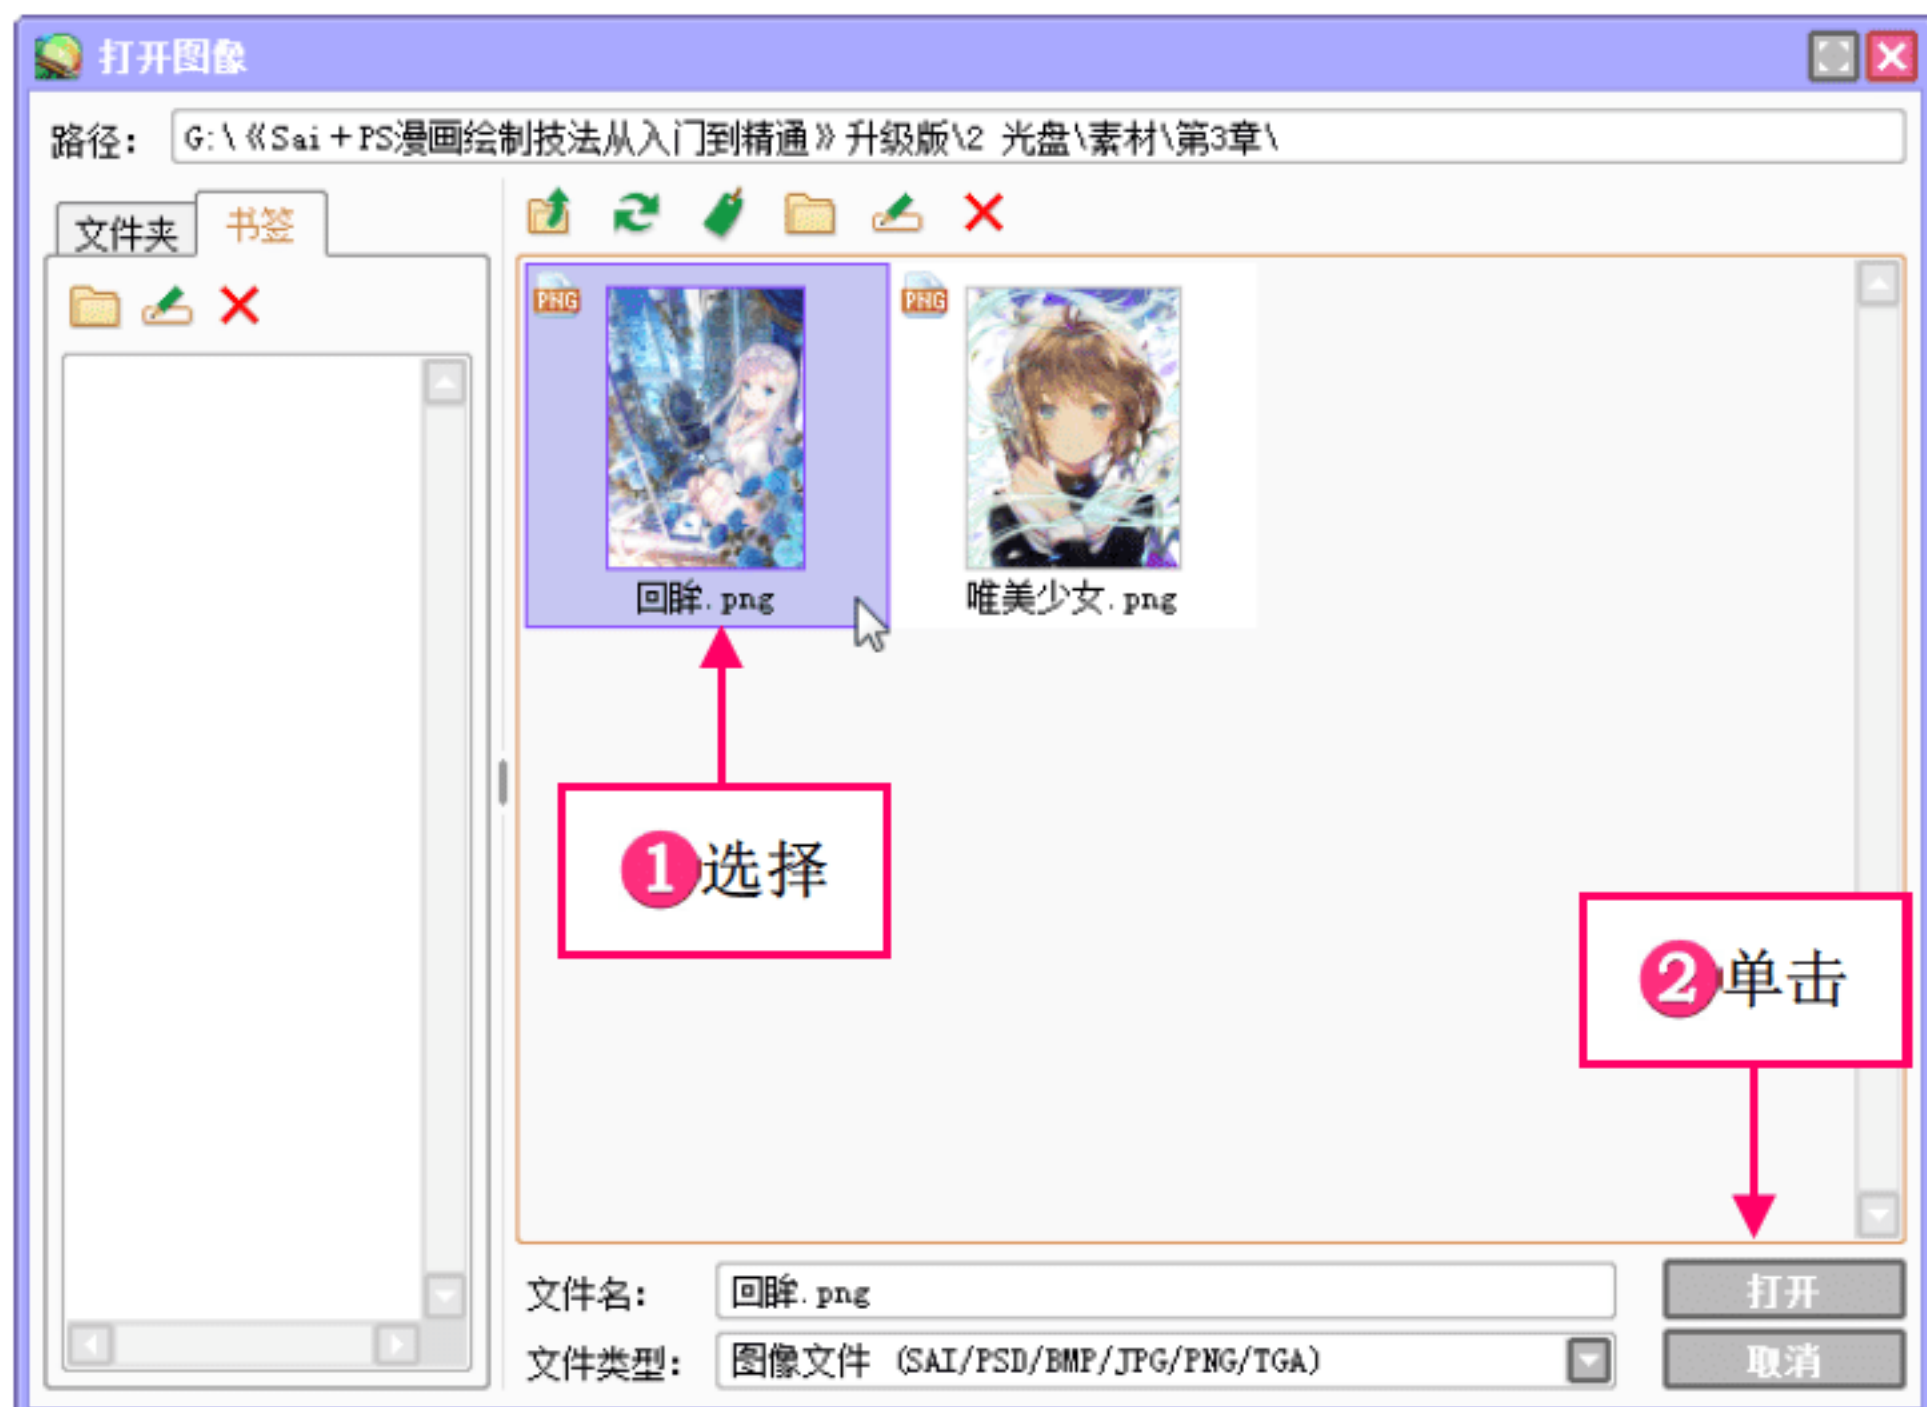 打开图像
路径： G:\《Sai+PS漫画绘制技法从入门到精通》升级版\2 光盘\素材\第3章\
文件夹 书签
PNG PNG
回眸.png 唯美少女.png
1选择
2单击
文件名： 回眸.png 打开
文件类型： 图像文件 (SAI/PSD/BMP/JPG/PNG/TGA) 取消